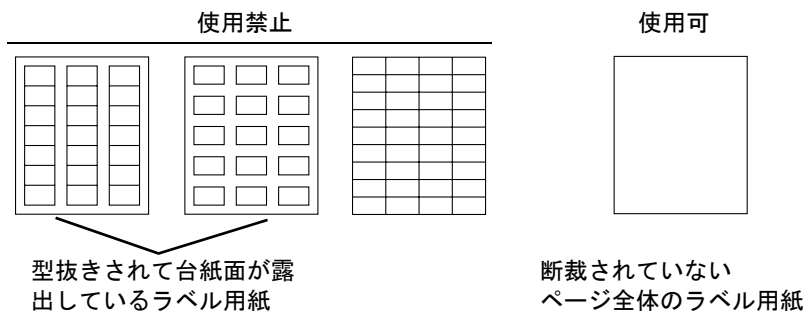 使用禁止
使用可
型抜きされて台紙面が露
出しているラベル用紙
断裁されていない
ページ全体のラベル用紙